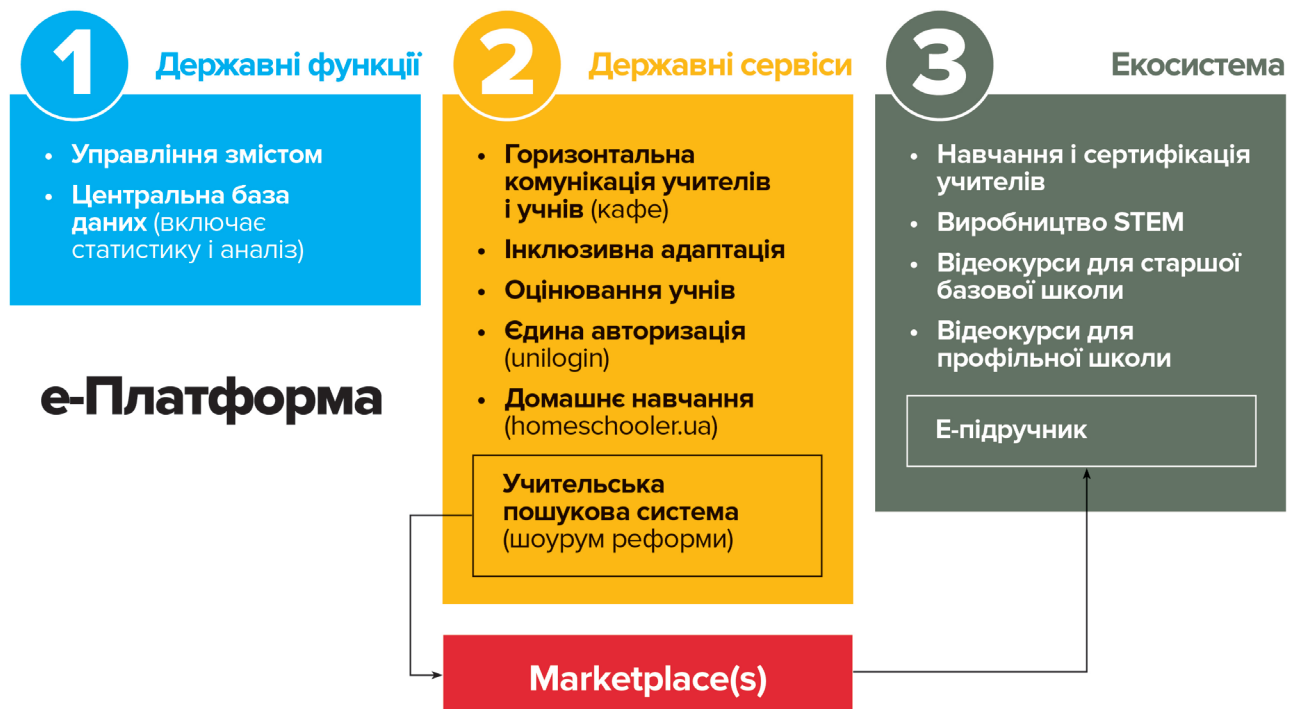 1
Державні функції
• Управління змістом
• Центральна база
даних (включає
статистику і аналіз)
е-Платформа
2
Державні сервіси
• Горизонтальна
комунікація учителів
і учнів (кафе)
• Інклюзивна адаптація
• Оцінювання учнів
• Єдина авторизація
(unilogin)
• Домашнє навчання
(homeschooler.ua)
Учительська
пошукова система
(шоурум реформи)
Marketplace(s)
3
Екосистема
• Навчання і сертифікація
учителів
• Виробництво STEM
• Відеокурси для старшої
базової школи
• Відеокурси для
профільної школи
Е-підручник